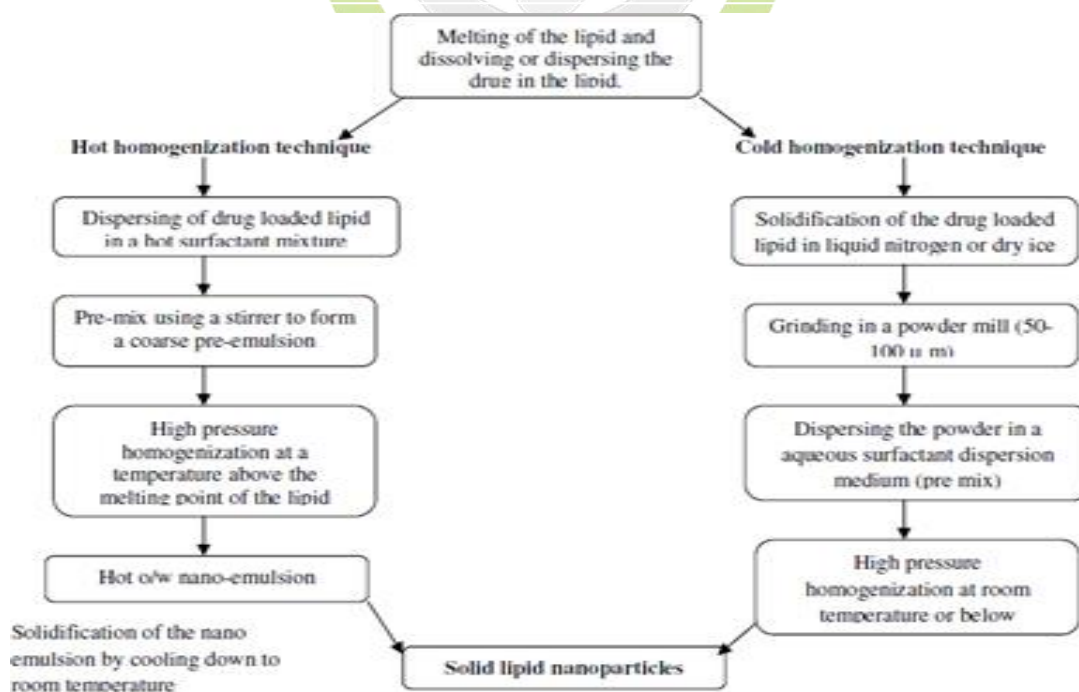 Melting of the lipid and
dissolving or dispersing the
drug in the lipid.
Hot homogenization technique
Dispersing of drug loaded lipid
in a hot surfactant mixture
Pre-mix using a stirrer to form
a coarse pre-emulsion
High pressure
homogenization at a
temperature above the
melting point of the lipid
Hot o/w nano-emulsion
Solidification of the nano
emulsion by cooling down to
room temperature
Cold homogenization technique
Solidification of the drug loaded
lipid in liquid nitrogen or dry ice
Grinding in a powder mill (50-
100 µ m)
Dispersing the powder in a
aqueous surfactant dispersion
medium (pre mix)
High pressure
homogenization at room
temperature or below
Solid lipid nanoparticles